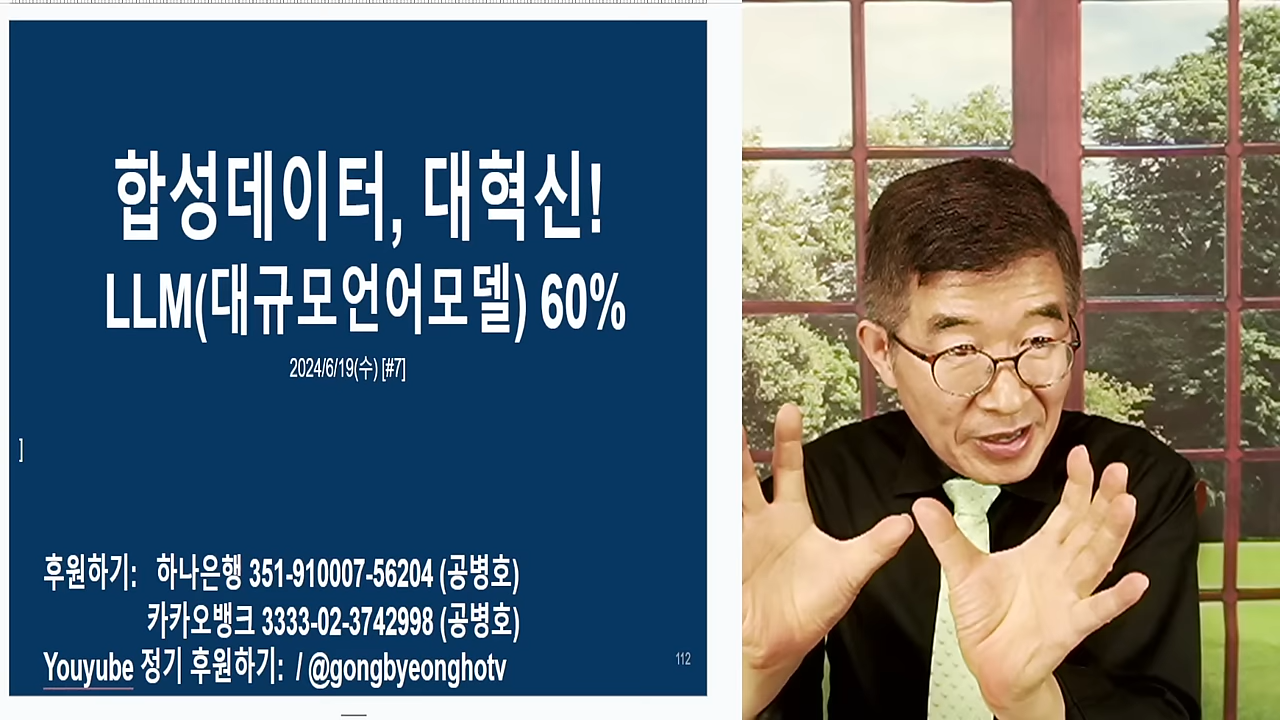 합성데이터, 대혁신!
LLM(대규모언어모델) 60%
2024/6/19(수) [#7]
]
후원하기: 하나은행 351-910007-56204 (공병호)
카카오뱅크 3333-02-3742998 (공병호)
Youyube 정기 후원하기: / @gongbyeonghotv
112